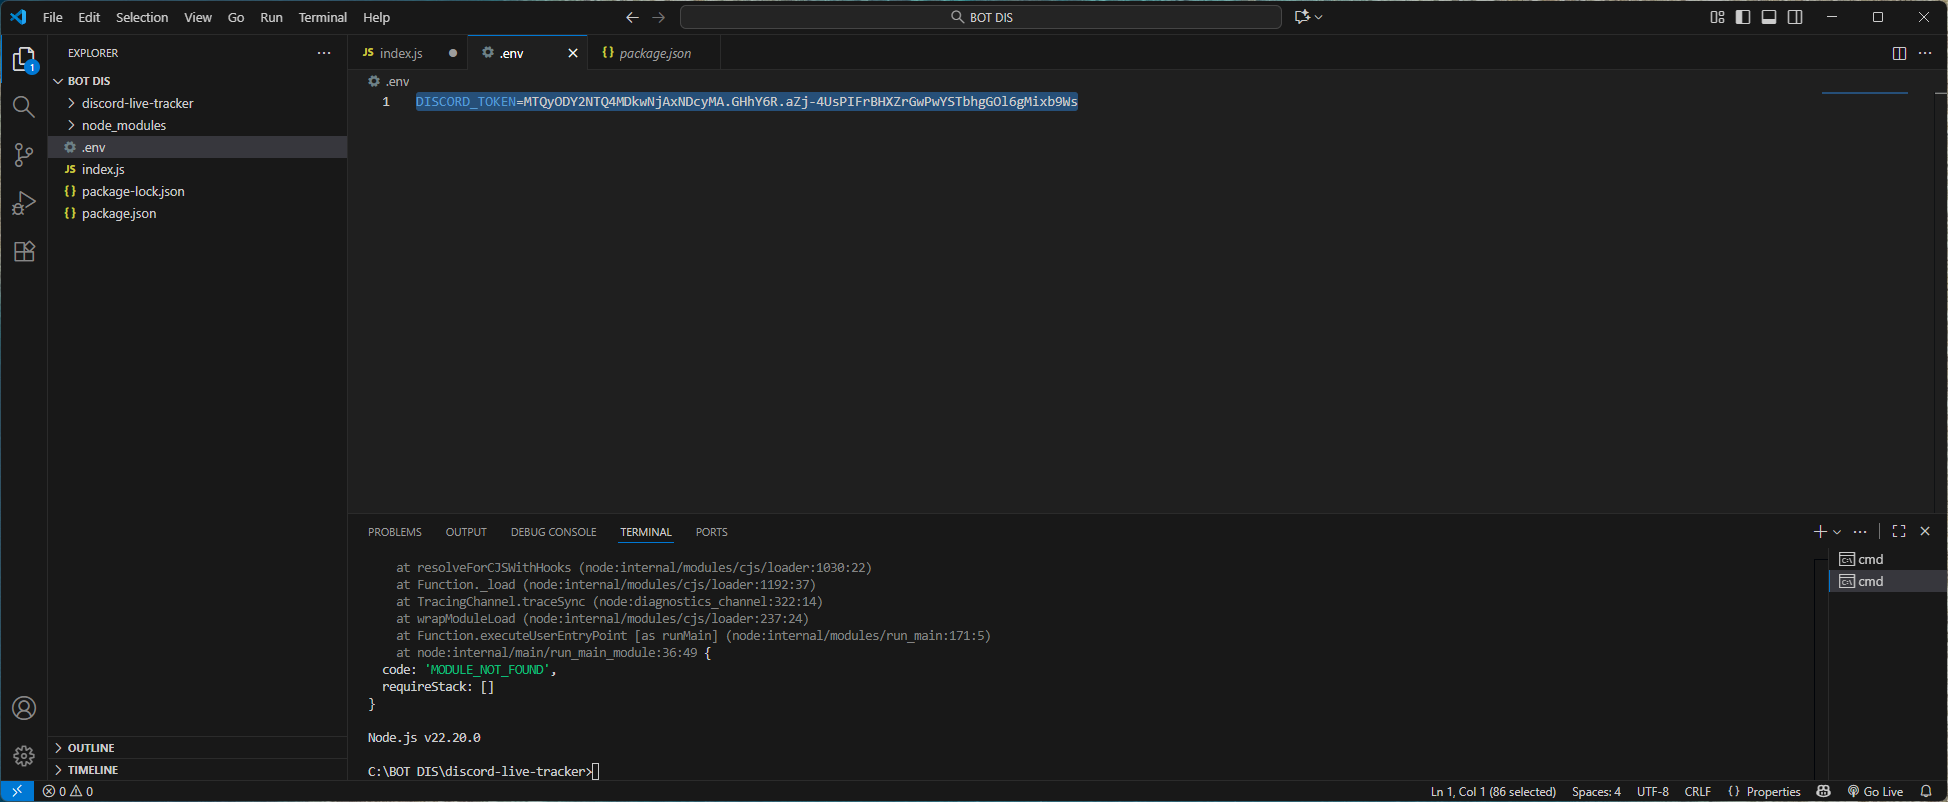 File Edit Selection View Go Run Terminal Help
BOT DIS
EXPLORER
BOT DIS
discord-live-tracker
node_modules
.env
index.js
package-lock.json
package.json
OUTLINE
TIMELINE
index.js .env package.json
.env
1 DISCORD_TOKEN=MTQyODY2NTQ4MDkwNjAxNDcyMA.GHhY6R.aZj-4UsPIFrBHXZrGwPwYSTbhgGOl6gMixb9Ws
PROBLEMS OUTPUT DEBUG CONSOLE TERMINAL PORTS
at resolveForCJSWithHooks (node:internal/modules/cjs/loader:1030:22)
at Function._load (node:internal/modules/cjs/loader:1192:37)
at TracingChannel.traceSync (node:diagnostics_channel:322:14)
at wrapModuleLoad (node:internal/modules/cjs/loader:237:24)
at Function.executeUserEntryPoint [as runMain] (node:internal/modules/run_main:171:5)
at node:internal/main/run_main_module:36:49 {
code: 'MODULE_NOT_FOUND',
requireStack: []
}
Node.js v22.20.0
C:\BOT DIS\discord-live-tracker>
cmd
cmd
0 0
Ln 1, Col 1 (86 selected) Spaces: 4 UTF-8 CRLF {} Properties Go Live